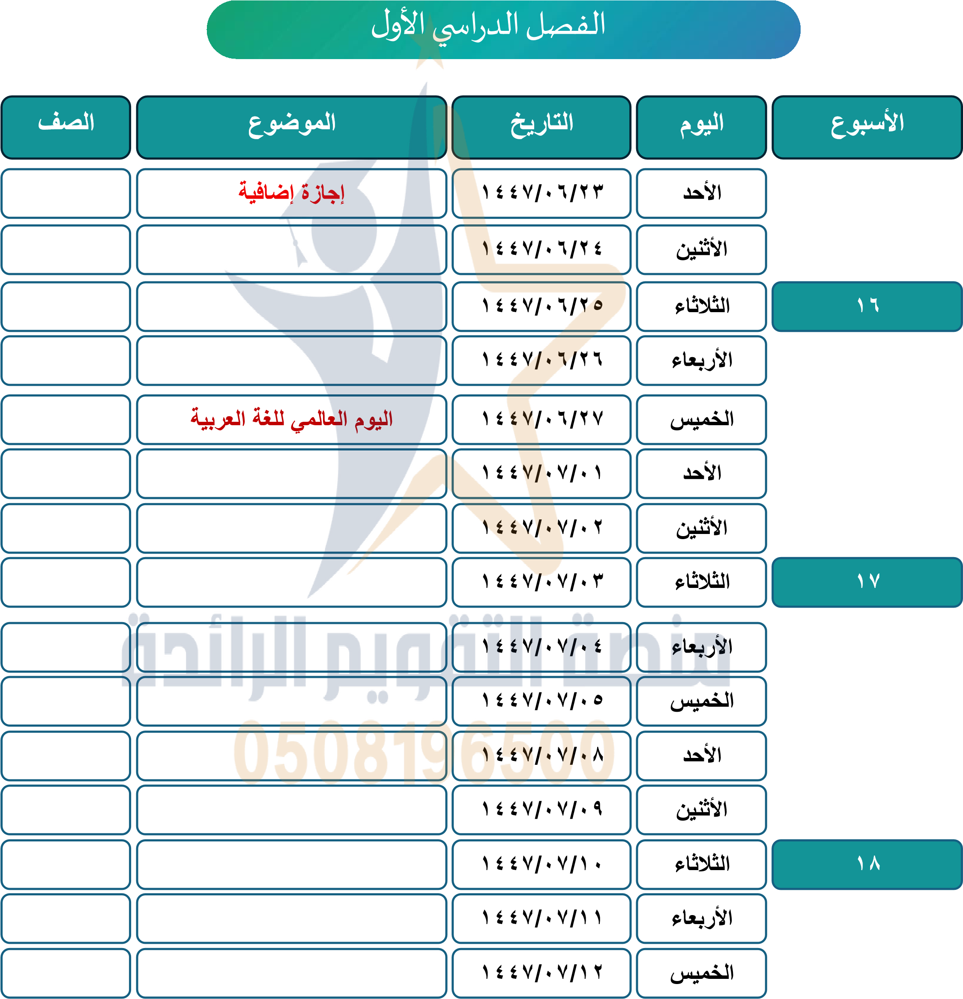 الفصل الدراسي الأول
الأسبوع اليوم التاريخ الموضوع الصف
الأحد ١٤٤٧/٠٦/٢٣ إجازة إضافية
الأثنين ١٤٤٧/٠٦/٢٤
١٦ الثلاثاء ١٤٤٧/٠٦/٢٥
الأربعاء ١٤٤٧/٠٦/٢٦
الخميس ١٤٤٧/٠٦/٢٧ اليوم العالمي للغة العربية
الأحد ١٤٤٧/٠٧/٠١
الأثنين ١٤٤٧/٠٧/٠٢
١٧ الثلاثاء ١٤٤٧/٠٧/٠٣
الأربعاء ١٤٤٧/٠٧/٠٤
منصة التقويم الرائدة
الخميس ١٤٤٧/٠٧/٠٥
الأحد ١٤٤٧/٠٧/٠٨
0508196500
الأثنين ١٤٤٧/٠٧/٠٩
١٨ الثلاثاء ١٤٤٧/٠٧/١٠
الأربعاء ١٤٤٧/٠٧/١١
الخميس ١٤٤٧/٠٧/١٢